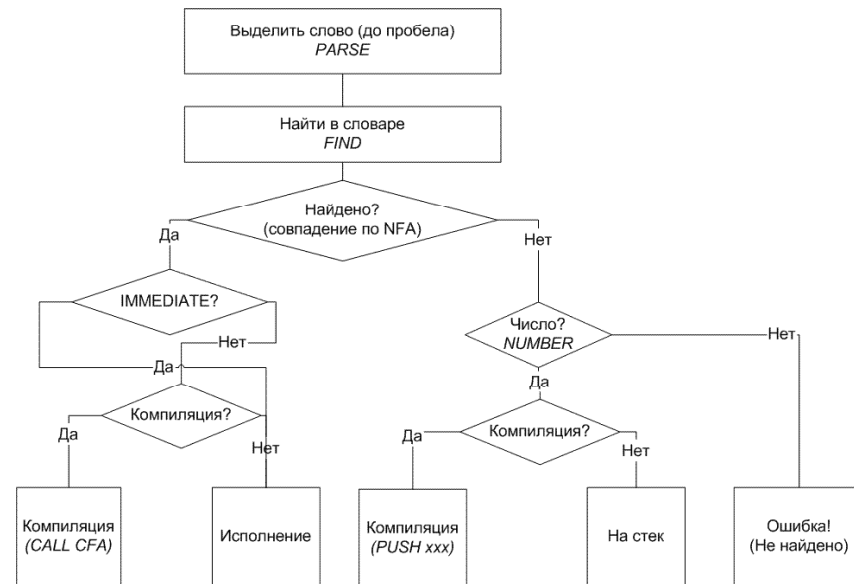 Выделить слово (до пробела)
PARSE
Найти в словаре
FIND
Найдено?
(совпадение по NFA)
Да
Нет
IMMEDIATE?
Число?
NUMBER
Нет
Нет
Да
Да
Компиляция?
Компиляция?
Да
Нет
Да
Нет
Компиляция
(CALL CFA)
Исполнение
Компиляция
(PUSH xxx)
На стек
Ошибка!
(Не найдено)